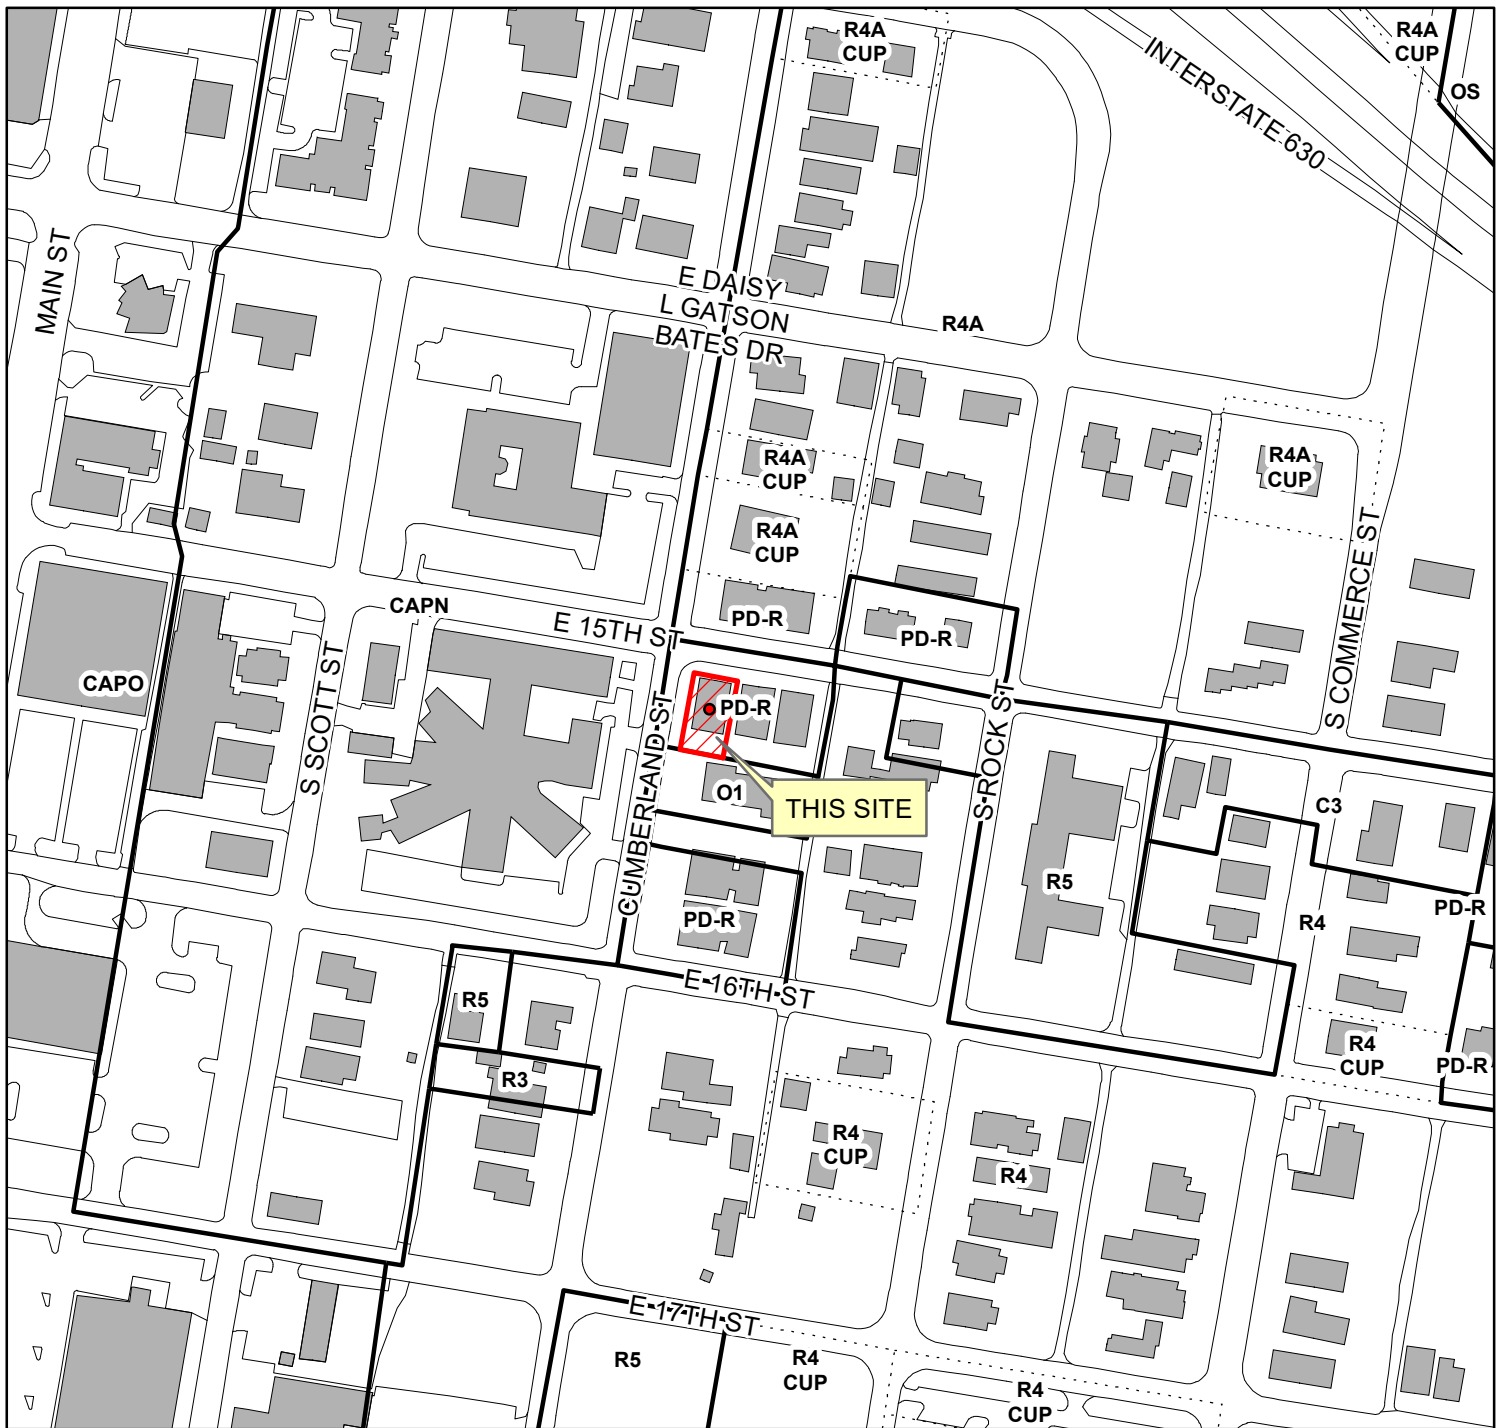 R4A
CUP
R4A
CUP
OS
INTERSTATE 630
MAIN ST
E DAISY
L GATSON
BATES DR
R4A
R4A
CUP
R4A
CUP
R4A
CUP
S COMMERCE ST
CAPN
E 15TH ST
PD-R
PD-R
CAPO
S SCOTT ST
CUMBERLAND ST
PD-R
S ROCK ST
O1
THIS SITE
C3
R5
PD-R
R4
PD-R
E 16TH ST
R5
R3
R4
CUP
PD-R
R4
CUP
R4
E 17TH ST
R5
R4
CUP
R4
CUP